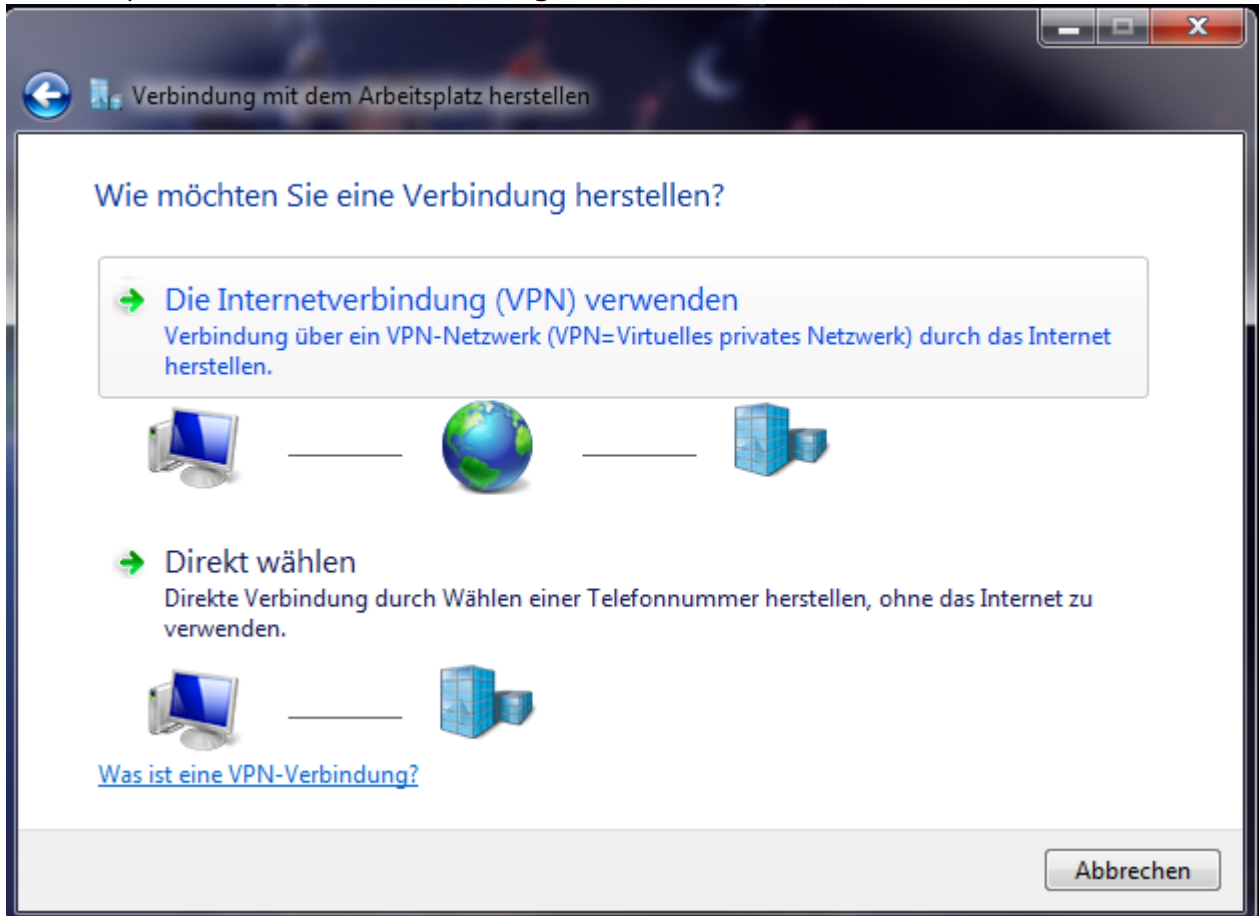 Verbindung mit dem Arbeitsplatz herstellen
Wie möchten Sie eine Verbindung herstellen?
Die Internetverbindung (VPN) verwenden
Verbindung über ein VPN-Netzwerk (VPN=Virtuelles privates Netzwerk) durch das Internet
herstellen.
Direkt wählen
Direkte Verbindung durch Wählen einer Telefonnummer herstellen, ohne das Internet zu
verwenden.
Was ist eine VPN-Verbindung?
Abbrechen